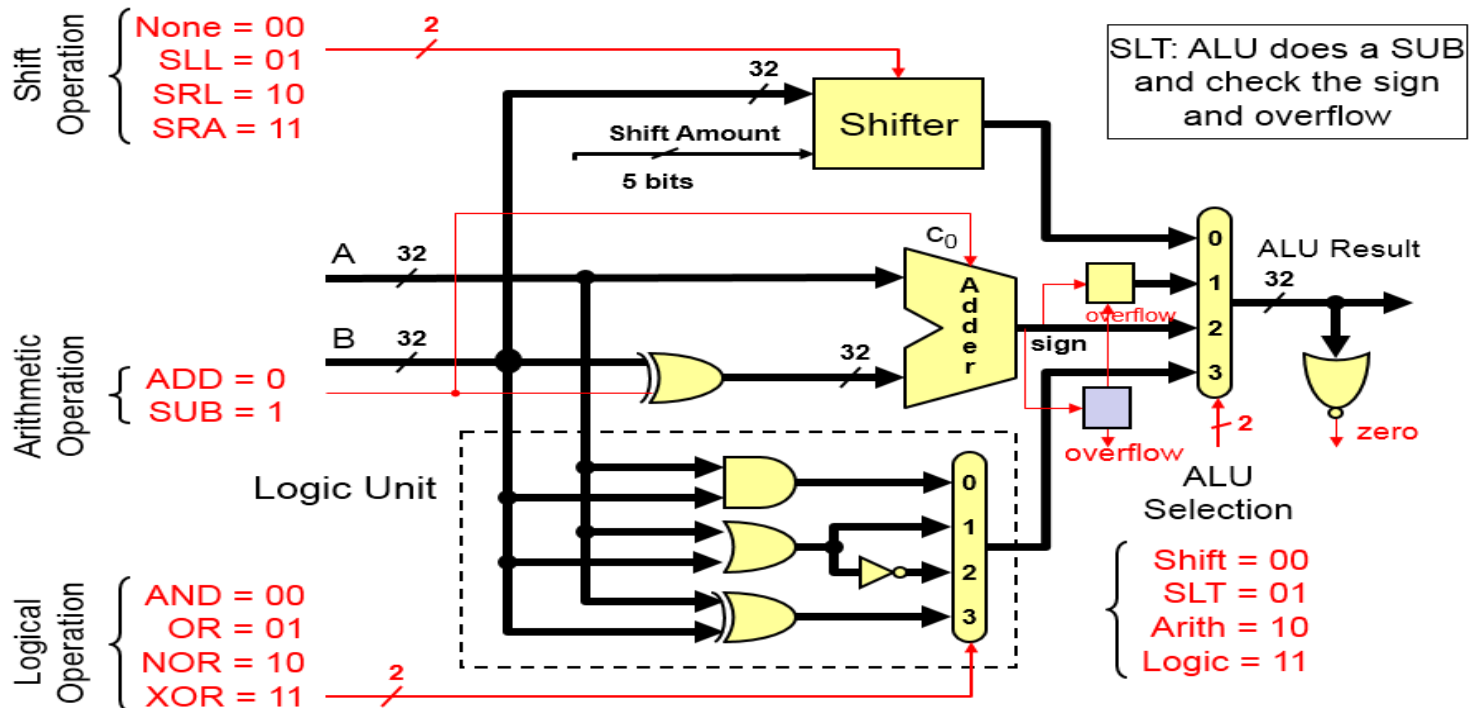 Shift
Operation
None = 00
SLL = 01
SRL = 10
SRA = 11
2
32
Shifter
Shift Amount
5 bits
SLT: ALU does a SUB
and check the sign
and overflow
A
32
B
32
Arithmetic
Operation
ADD = 0
SUB = 1
c0
Adder
32
sign
overflow
overflow
0
1
2
3
2
ALU Result
32
zero
ALU
Selection
Shift = 00
SLT = 01
Arith = 10
Logic = 11
Logic Unit
0
1
2
3
Logical
Operation
AND = 00
OR = 01
NOR = 10
XOR = 11
2